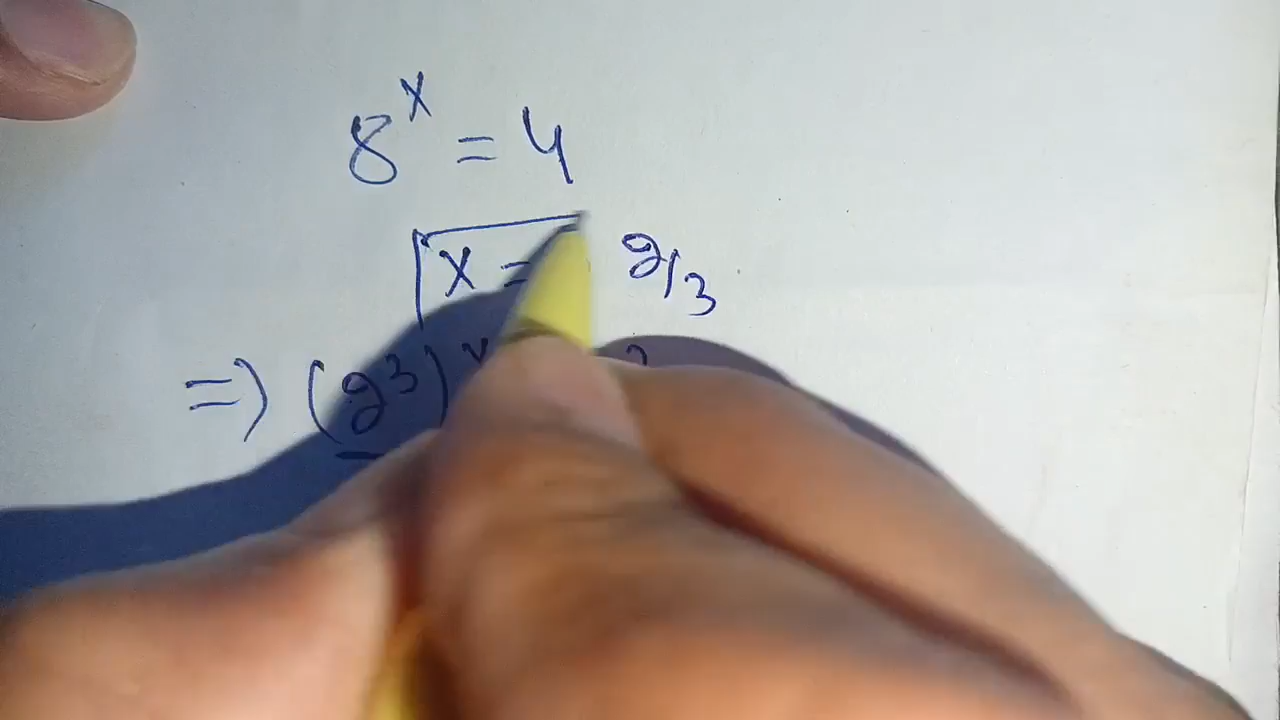 8^x = 4
x = 2/3
=> (2^3)^x